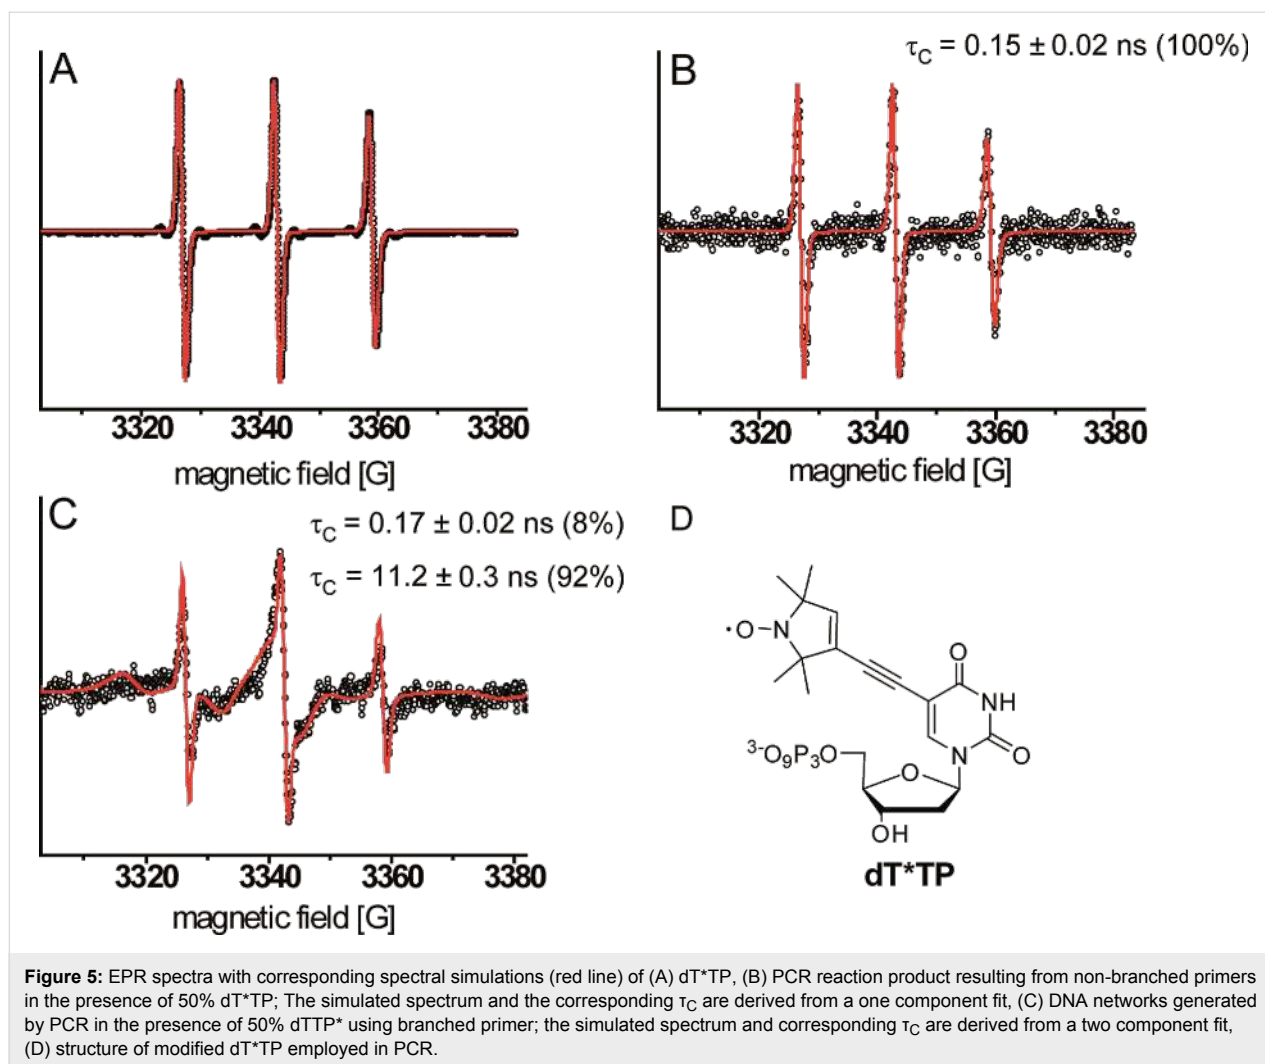 A
3320 3340 3360 3380
magnetic field [G]
B
τC = 0.15 ± 0.02 ns (100%)
3320 3340 3360 3380
magnetic field [G]
C
τC = 0.17 ± 0.02 ns (8%)
τC = 11.2 ± 0.3 ns (92%)
3320 3340 3360 3380
magnetic field [G]
D
·O
N
O
NH
N
O
3-O9P3O
O
OH
dT*TP
Figure 5: EPR spectra with corresponding spectral simulations (red line) of (A) dT*TP, (B) PCR reaction product resulting from non-branched primers
in the presence of 50% dT*TP; The simulated spectrum and the corresponding τC are derived from a one component fit, (C) DNA networks generated
by PCR in the presence of 50% dTTP* using branched primer; the simulated spectrum and corresponding τC are derived from a two component fit,
(D) structure of modified dT*TP employed in PCR.